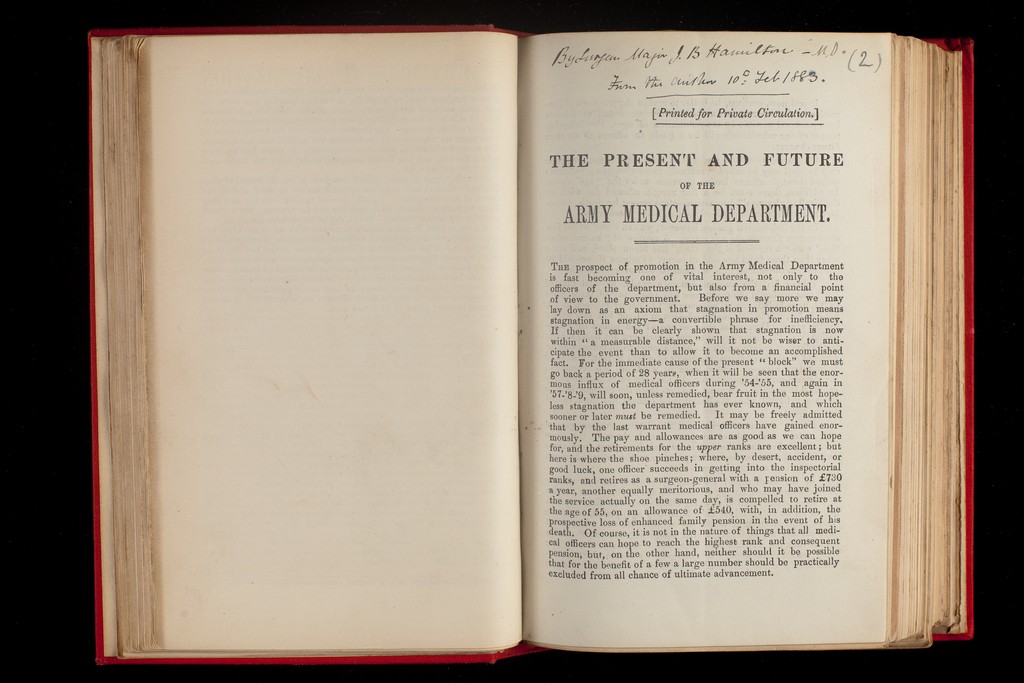 By Surgeon Major J. B Hamilton - M.D. (2)
From the author 10th Feb 1883.
[Printed for Private Circulation.]
THE PRESENT AND FUTURE
OF THE
ARMY MEDICAL DEPARTMENT.
THE prospect of promotion in the Army Medical Department
is fast becoming one of vital interest, not only to the
officers of the department, but also from a financial point
of view to the government. Before we say more we may
lay down as an axiom that stagnation in promotion means
stagnation in energy—a convertible phrase for inefficiency.
If then it can be clearly shown that stagnation is now
within "a measurable distance," will it not be wiser to anti-
cipate the event than to allow it to become an accomplished
fact. For the immediate cause of the present "block" we must
go back a period of 28 years, when it will be seen that the enor-
mous influx of medical officers during '54-'55, and again in
'57-'8-'9, will soon, unless remedied, bear fruit in the most hope-
less stagnation the department has ever known, and which
sooner or later must be remedied. It may be freely admitted
that by the last warrant medical officers have gained enor-
mously. The pay and allowances are as good as we can hope
for, and the retirements for the upper ranks are excellent; but
here is where the shoe pinches; where, by desert, accident, or
good luck, one officer succeeds in getting into the inspectorial
ranks, and retires as a surgeon-general with a pension of £730
a year, another equally meritorious, and who may have joined
the service actually on the same day, is compelled to retire at
the age of 55, on an allowance of £540, with, in addition, the
prospective loss of enhanced family pension in the event of his
death. Of course, it is not in the nature of things that all medi-
cal officers can hope to reach the highest rank and consequent
pension, but, on the other hand, neither should it be possible
that for the benefit of a few a large number should be practically
excluded from all chance of ultimate advancement.